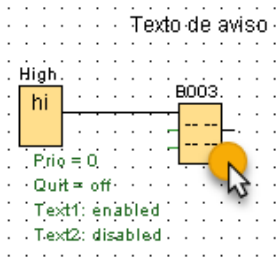 Texto de aviso
High
B003
hi
Prio = 0
Quit = off
Text1: enabled
Text2: disabled